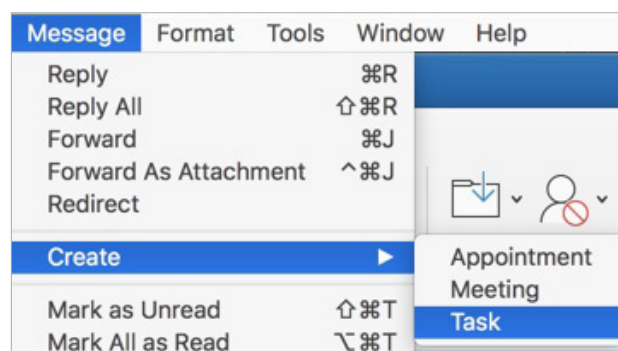 Message Format Tools Window Help
Reply ⌘R
Reply All ⇧⌘R
Forward ⌘J
Forward As Attachment ^⌘J
Redirect
Create ▶
Appointment
Meeting
Task
Mark as Unread ⇧⌘T
Mark All as Read ⌥⌘T